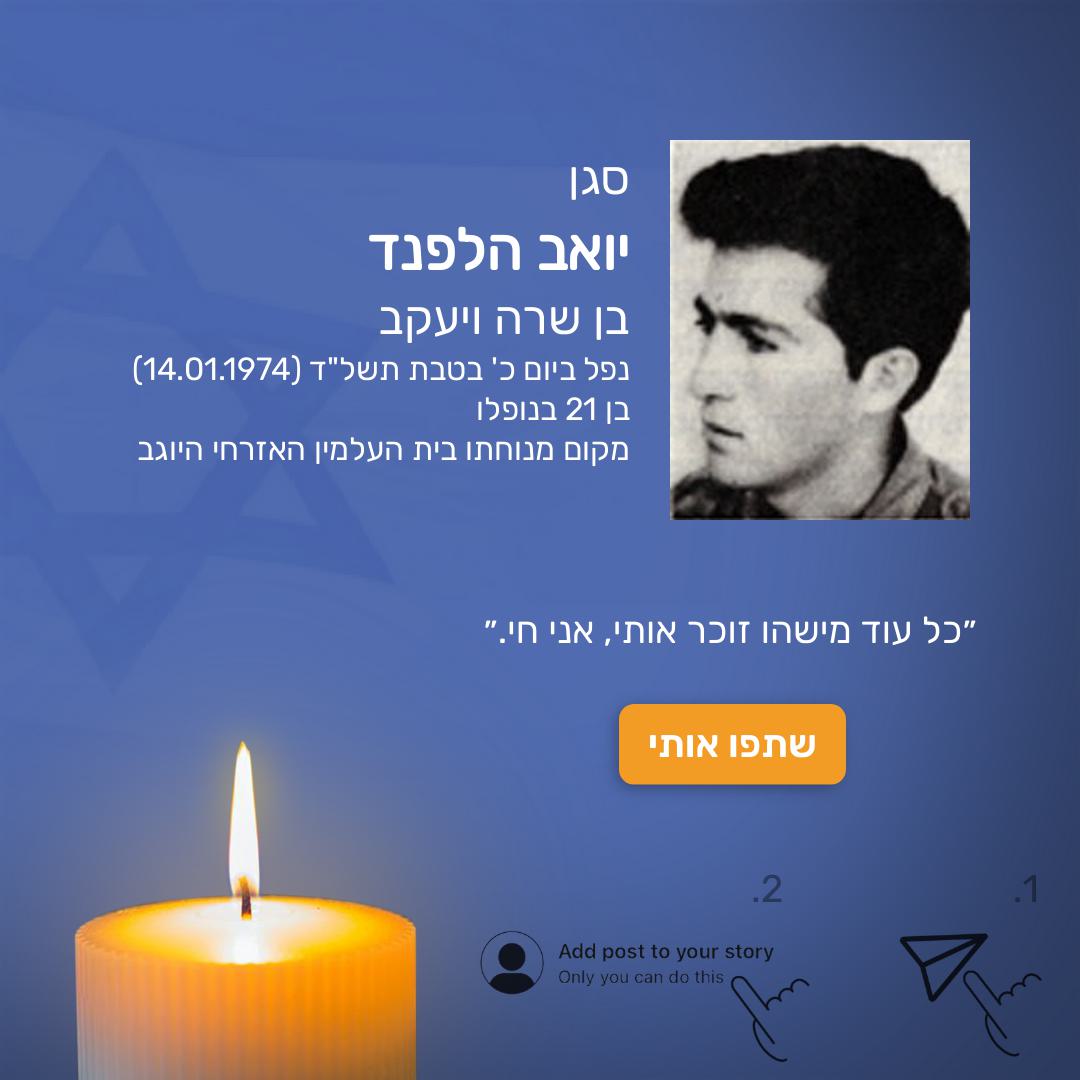 סגן
יואב הלפנד
בן שרה ויעקב
נפל ביום כ' בטבת תשל"ד (14.01.1974)
בן 21 בנופלו
מקום מנוחתו בית העלמין האזרחי היוגב
״כל עוד מישהו זוכר אותי, אני חי.״
שתפו אותי
1.
2.
Add post to your story
Only you can do this